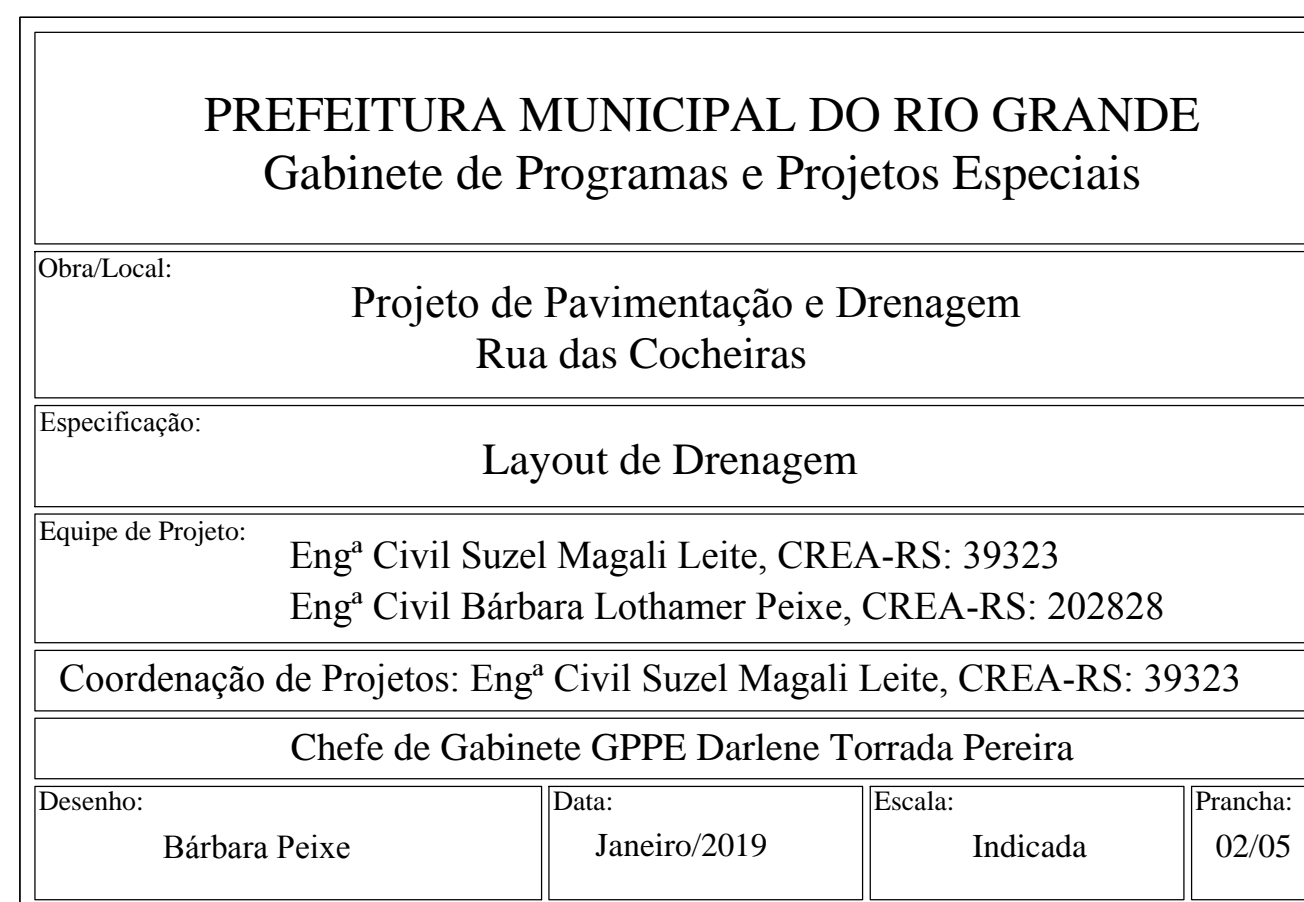 PREFEITURA MUNICIPAL DO RIO GRANDE
Gabinete de Programas e Projetos Especiais
Obra/Local:
Projeto de Pavimentação e Drenagem
Rua das Cocheiras
Especificação:
Layout de Drenagem
Equipe de Projeto:
Engª Civil Suzel Magali Leite, CREA-RS: 39323
Engª Civil Bárbara Lothamer Peixe, CREA-RS: 202828
Coordenação de Projetos: Engª Civil Suzel Magali Leite, CREA-RS: 39323
Chefe de Gabinete GPPE Darlene Torrada Pereira
Desenho:
Bárbara Peixe
Data:
Janeiro/2019
Escala:
Indicada
Prancha:
02/05